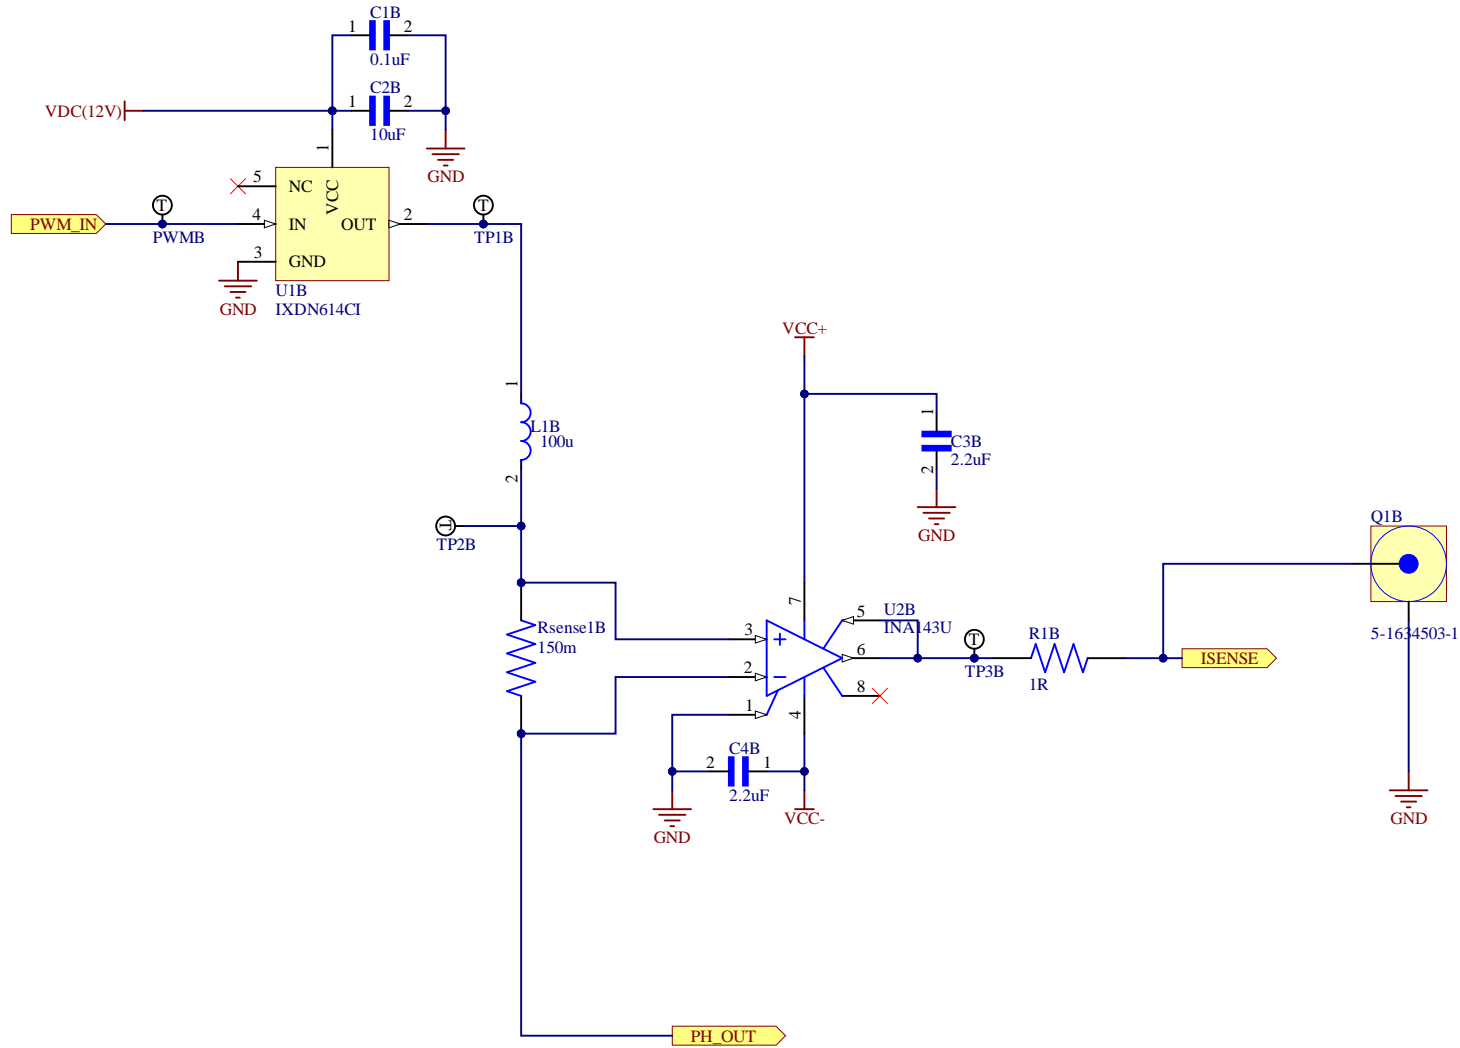 C1B
1 2
0.1uF
C2B
1 2
10uF
VDC(12V)
GND
1
5 NC VCC
PWM_IN
PWMB
4 IN OUT 2
T
T
TP1B
3 GND
GND
U1B
IXDN614CI
1
L1B
100u
2
T
TP2B
VCC+
1
C3B
2.2uF
2
GND
Rsense1B
150m
7
3 +
2 −
1
4
5
U2B
INA143U
6
8
T
TP3B
R1B
1R
ISENSE
Q1B
5-1634503-1
GND
C4B
2 1
2.2uF
GND
VCC-
PH_OUT